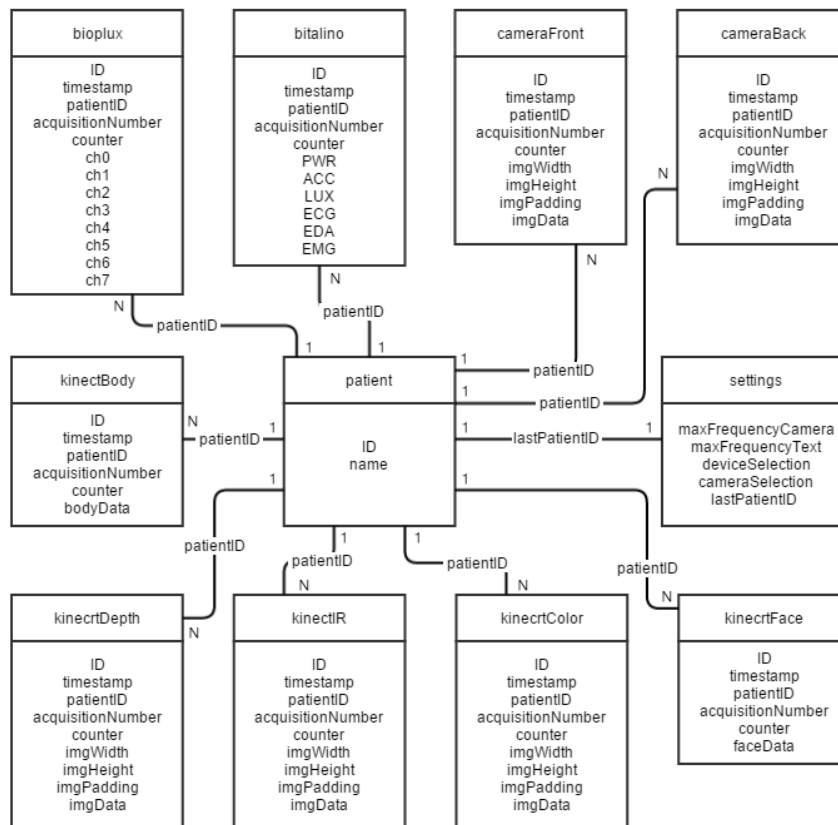 bioplux
ID
timestamp
patientID
acquisitionNumber
counter
ch0
ch1
ch2
ch3
ch4
ch5
ch6
ch7
bitalino
ID
timestamp
patientID
acquisitionNumber
counter
PWR
ACC
LUX
ECG
EDA
EMG
cameraFront
ID
timestamp
patientID
acquisitionNumber
counter
imgWidth
imgHeight
imgPadding
imgData
cameraBack
ID
timestamp
patientID
acquisitionNumber
counter
imgWidth
imgHeight
imgPadding
imgData
N
patientID
1
N
patientID
1
N
patientID
1
N
patientID
1
kinectBody
ID
timestamp
patientID
acquisitionNumber
counter
bodyData
N
patientID
1
patient
ID
name
1
lastPatientID
1
settings
maxFrequencyCamera
maxFrequencyText
deviceSelection
cameraSelection
lastPatientID
1
patientID
N
1
patientID
N
1
patientID
N
1
patientID
N
kinecrtDepth
ID
timestamp
patientID
acquisitionNumber
counter
imgWidth
imgHeight
imgPadding
imgData
kinectIR
ID
timestamp
patientID
acquisitionNumber
counter
imgWidth
imgHeight
imgPadding
imgData
kinecrtColor
ID
timestamp
patientID
acquisitionNumber
counter
imgWidth
imgHeight
imgPadding
imgData
kinecrtFace
ID
timestamp
patientID
acquisitionNumber
counter
faceData